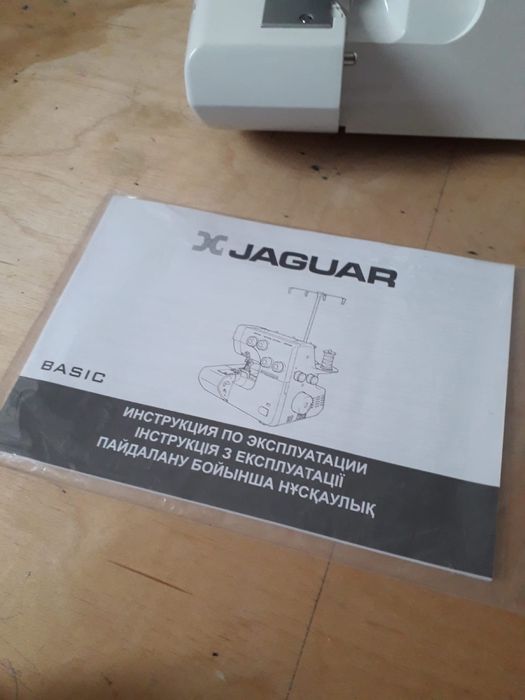 JAGUAR
BASIC
ИНСТРУКЦИЯ ПО ЭКСПЛУАТАЦИИ
ІНСТРУКЦІЯ З ЕКСПЛУАТАЦІЇ
ПАЙДАЛАНУ БОЙЫНША НҰСҚАУЛЫҚ